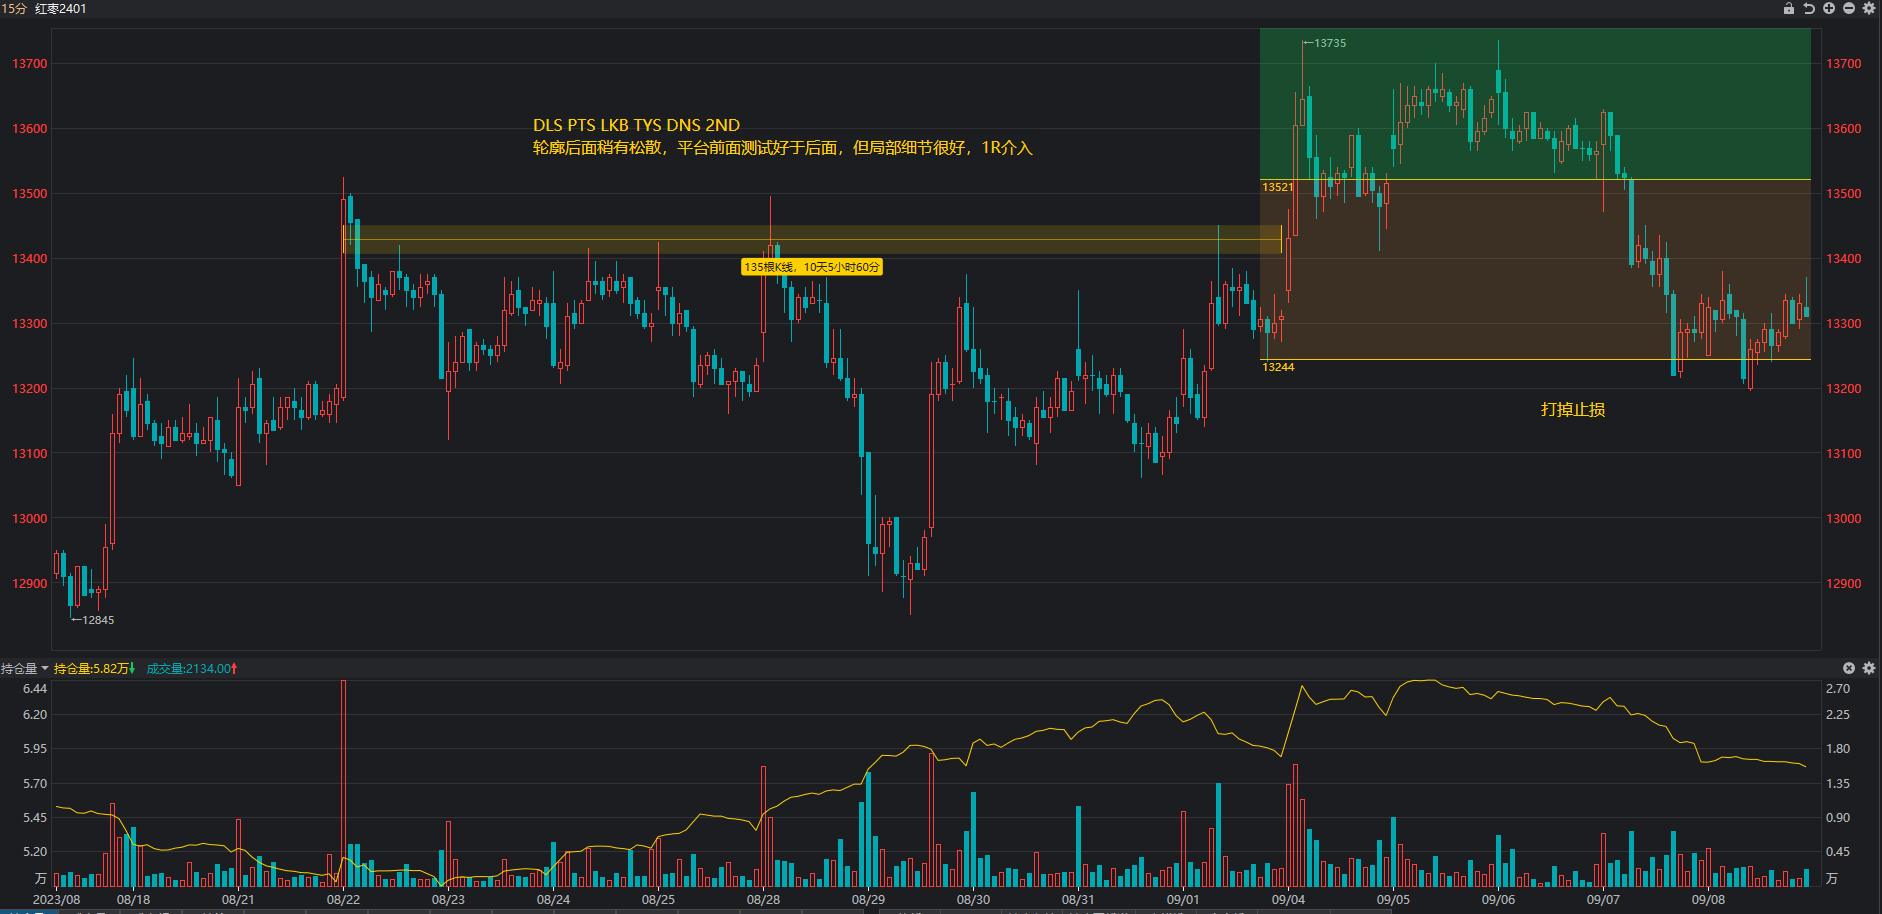 15分 红枣2401
13700 13700
13600 13600
13500 13500
13400 13400
13300 13300
13200 13200
13100 13100
13000 13000
12900 12900
←13735
DLS PTS LKB TYS DNS 2ND
轮廓后面稍有松散，平台前面测试好于后面，但局部细节很好，1R介入
13521
135根K线，10天5小时60分
13244
打掉止损
←12845
持仓量 持仓量:5.82万 成交量:2134.00
6.44 2.70
6.20 2.25
5.95 1.80
5.70 1.35
5.45 0.90
5.20 0.45
万 万
2023/08 08/18 08/21 08/22 08/23 08/24 08/25 08/28 08/29 08/30 08/31 09/01 09/04 09/05 09/06 09/07 09/08